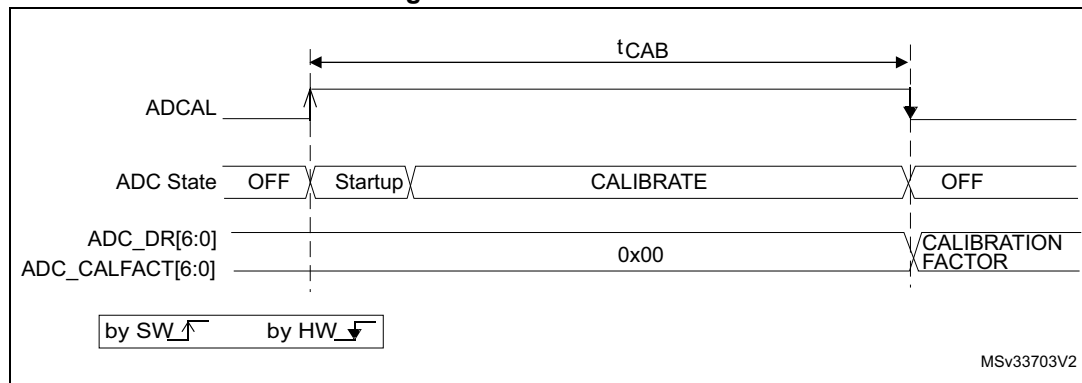 tCAB
ADCAL
ADC State OFF Startup CALIBRATE OFF
ADC_DR[6:0]
ADC_CALFACT[6:0]
0x00
CALIBRATION
FACTOR
by SW by HW
MSv33703V2